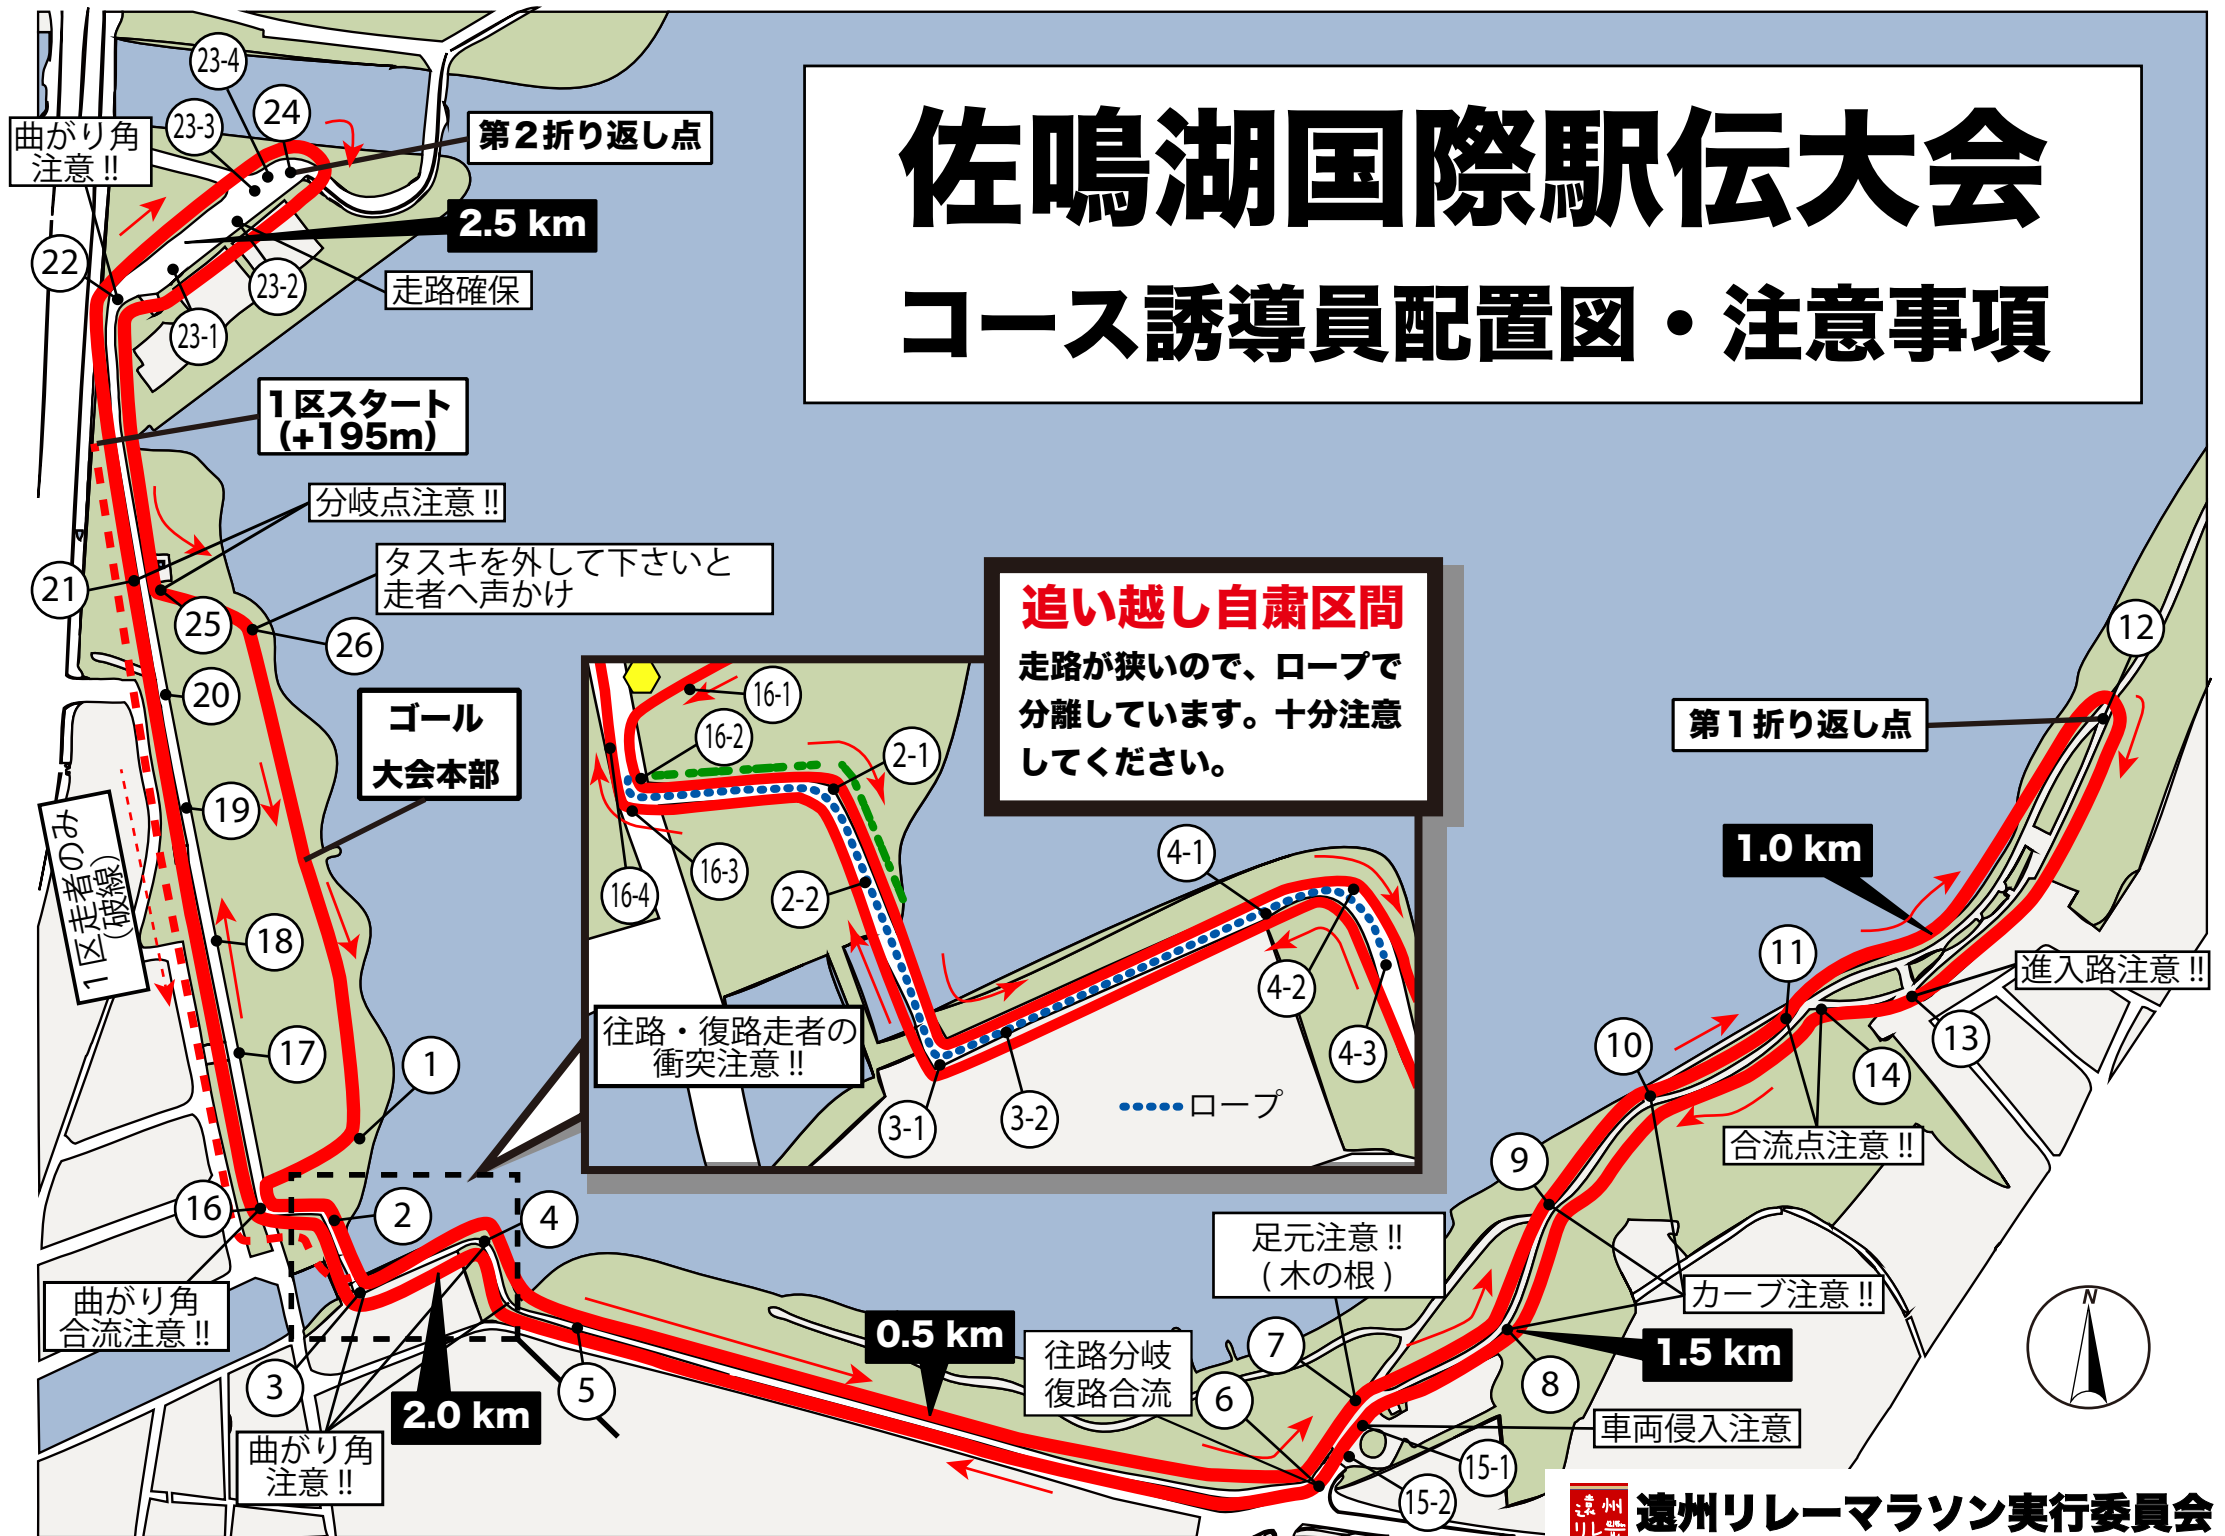 佐鳴湖国際駅伝大会
コース誘導員配置図・注意事項
23-4
24
23-3
曲がり角
注意!!
第2折り返し点
2.5 km
22
23-2
走路確保
23-1
1区スタート
(+195m)
分岐点注意!!
タスキを外して下さいと
走者へ声かけ
21
25
26
20
ゴール
大会本部
19
1区走者のみ
(破線)
18
17
1
16
2
4
曲がり角
合流注意!!
3
5
2.0 km
曲がり角
注意!!
追い越し自粛区間
走路が狭いので、ロープで
分離しています。十分注意
してください。
16-1
16-2
2-1
16-3
16-4
2-2
4-1
4-2
4-3
往路・復路走者の
衝突注意!!
3-1
3-2
ロープ
12
第1折り返し点
1.0 km
11
進入路注意!!
10
14
13
合流点注意!!
9
足元注意!!
(木の根)
カーブ注意!!
0.5 km
往路分岐
復路合流
7
6
1.5 km
8
車両侵入注意
15-1
15-2
N
遠州
リレー
遠州リレーマラソン実行委員会